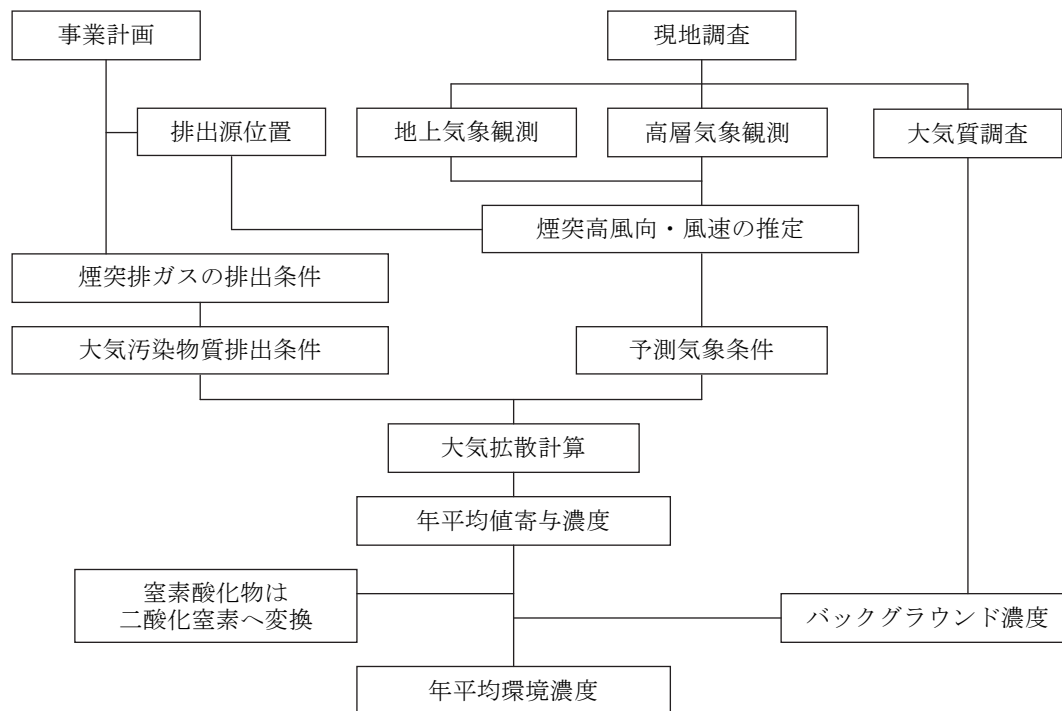 事業計画
現地調査
排出源位置
地上気象観測
高層気象観測
大気質調査
煙突高風向・風速の推定
煙突排ガスの排出条件
大気汚染物質排出条件
予測気象条件
大気拡散計算
年平均値寄与濃度
窒素酸化物は
二酸化窒素へ変換
バックグラウンド濃度
年平均環境濃度